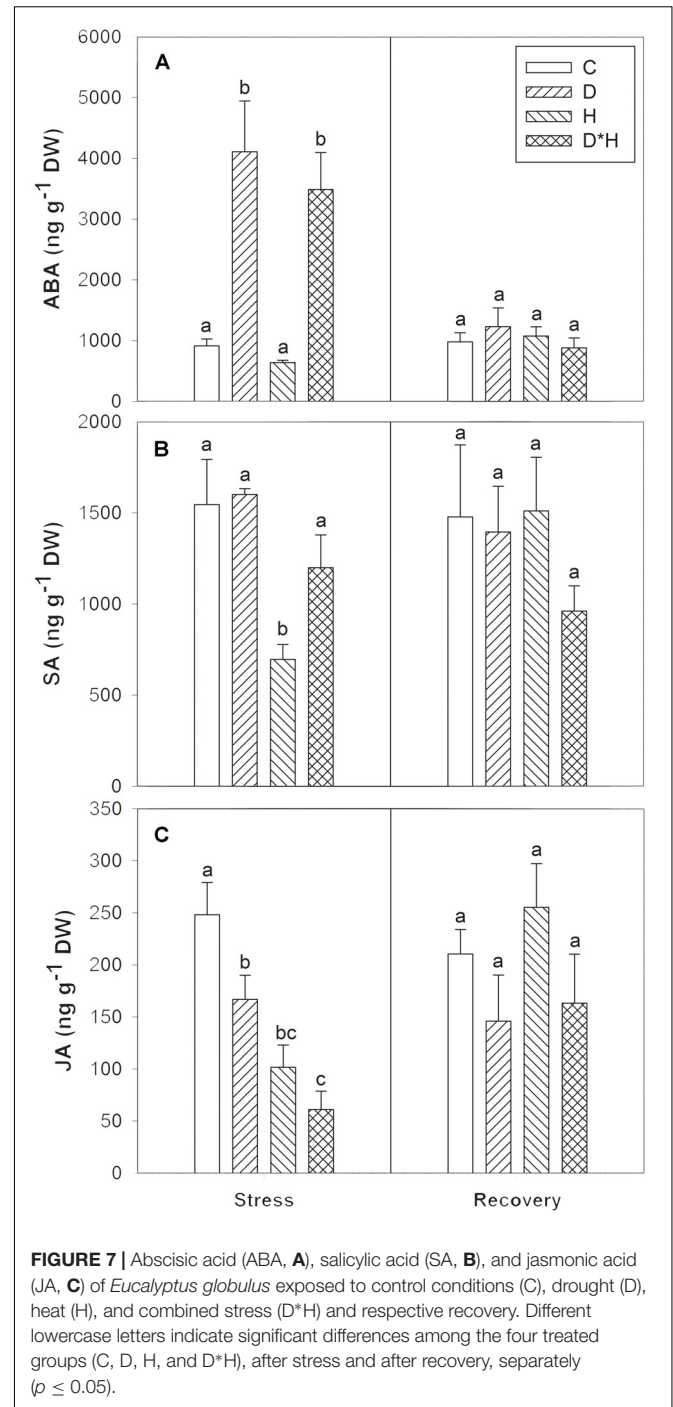 6000
A
b
C
D
H
D*H
5000
b
4000
ABA (ng g⁻¹ DW)
3000
2000
a
a
a
a
a
a
1000
0
2000
B
a
a
a
a
a
1500
a
SA (ng g⁻¹ DW)
b
a
1000
500
0
350
C
300
a
a
250
a
JA (ng g⁻¹ DW)
200
b
a
a
150
bc
100
c
50
0
Stress
Recovery
FIGURE 7 | Abscisic acid (ABA, A), salicylic acid (SA, B), and jasmonic acid
(JA, C) of Eucalyptus globulus exposed to control conditions (C), drought (D),
heat (H), and combined stress (D*H) and respective recovery. Different
lowercase letters indicate significant differences among the four treated
groups (C, D, H, and D*H), after stress and after recovery, separately
(p ≤ 0.05).